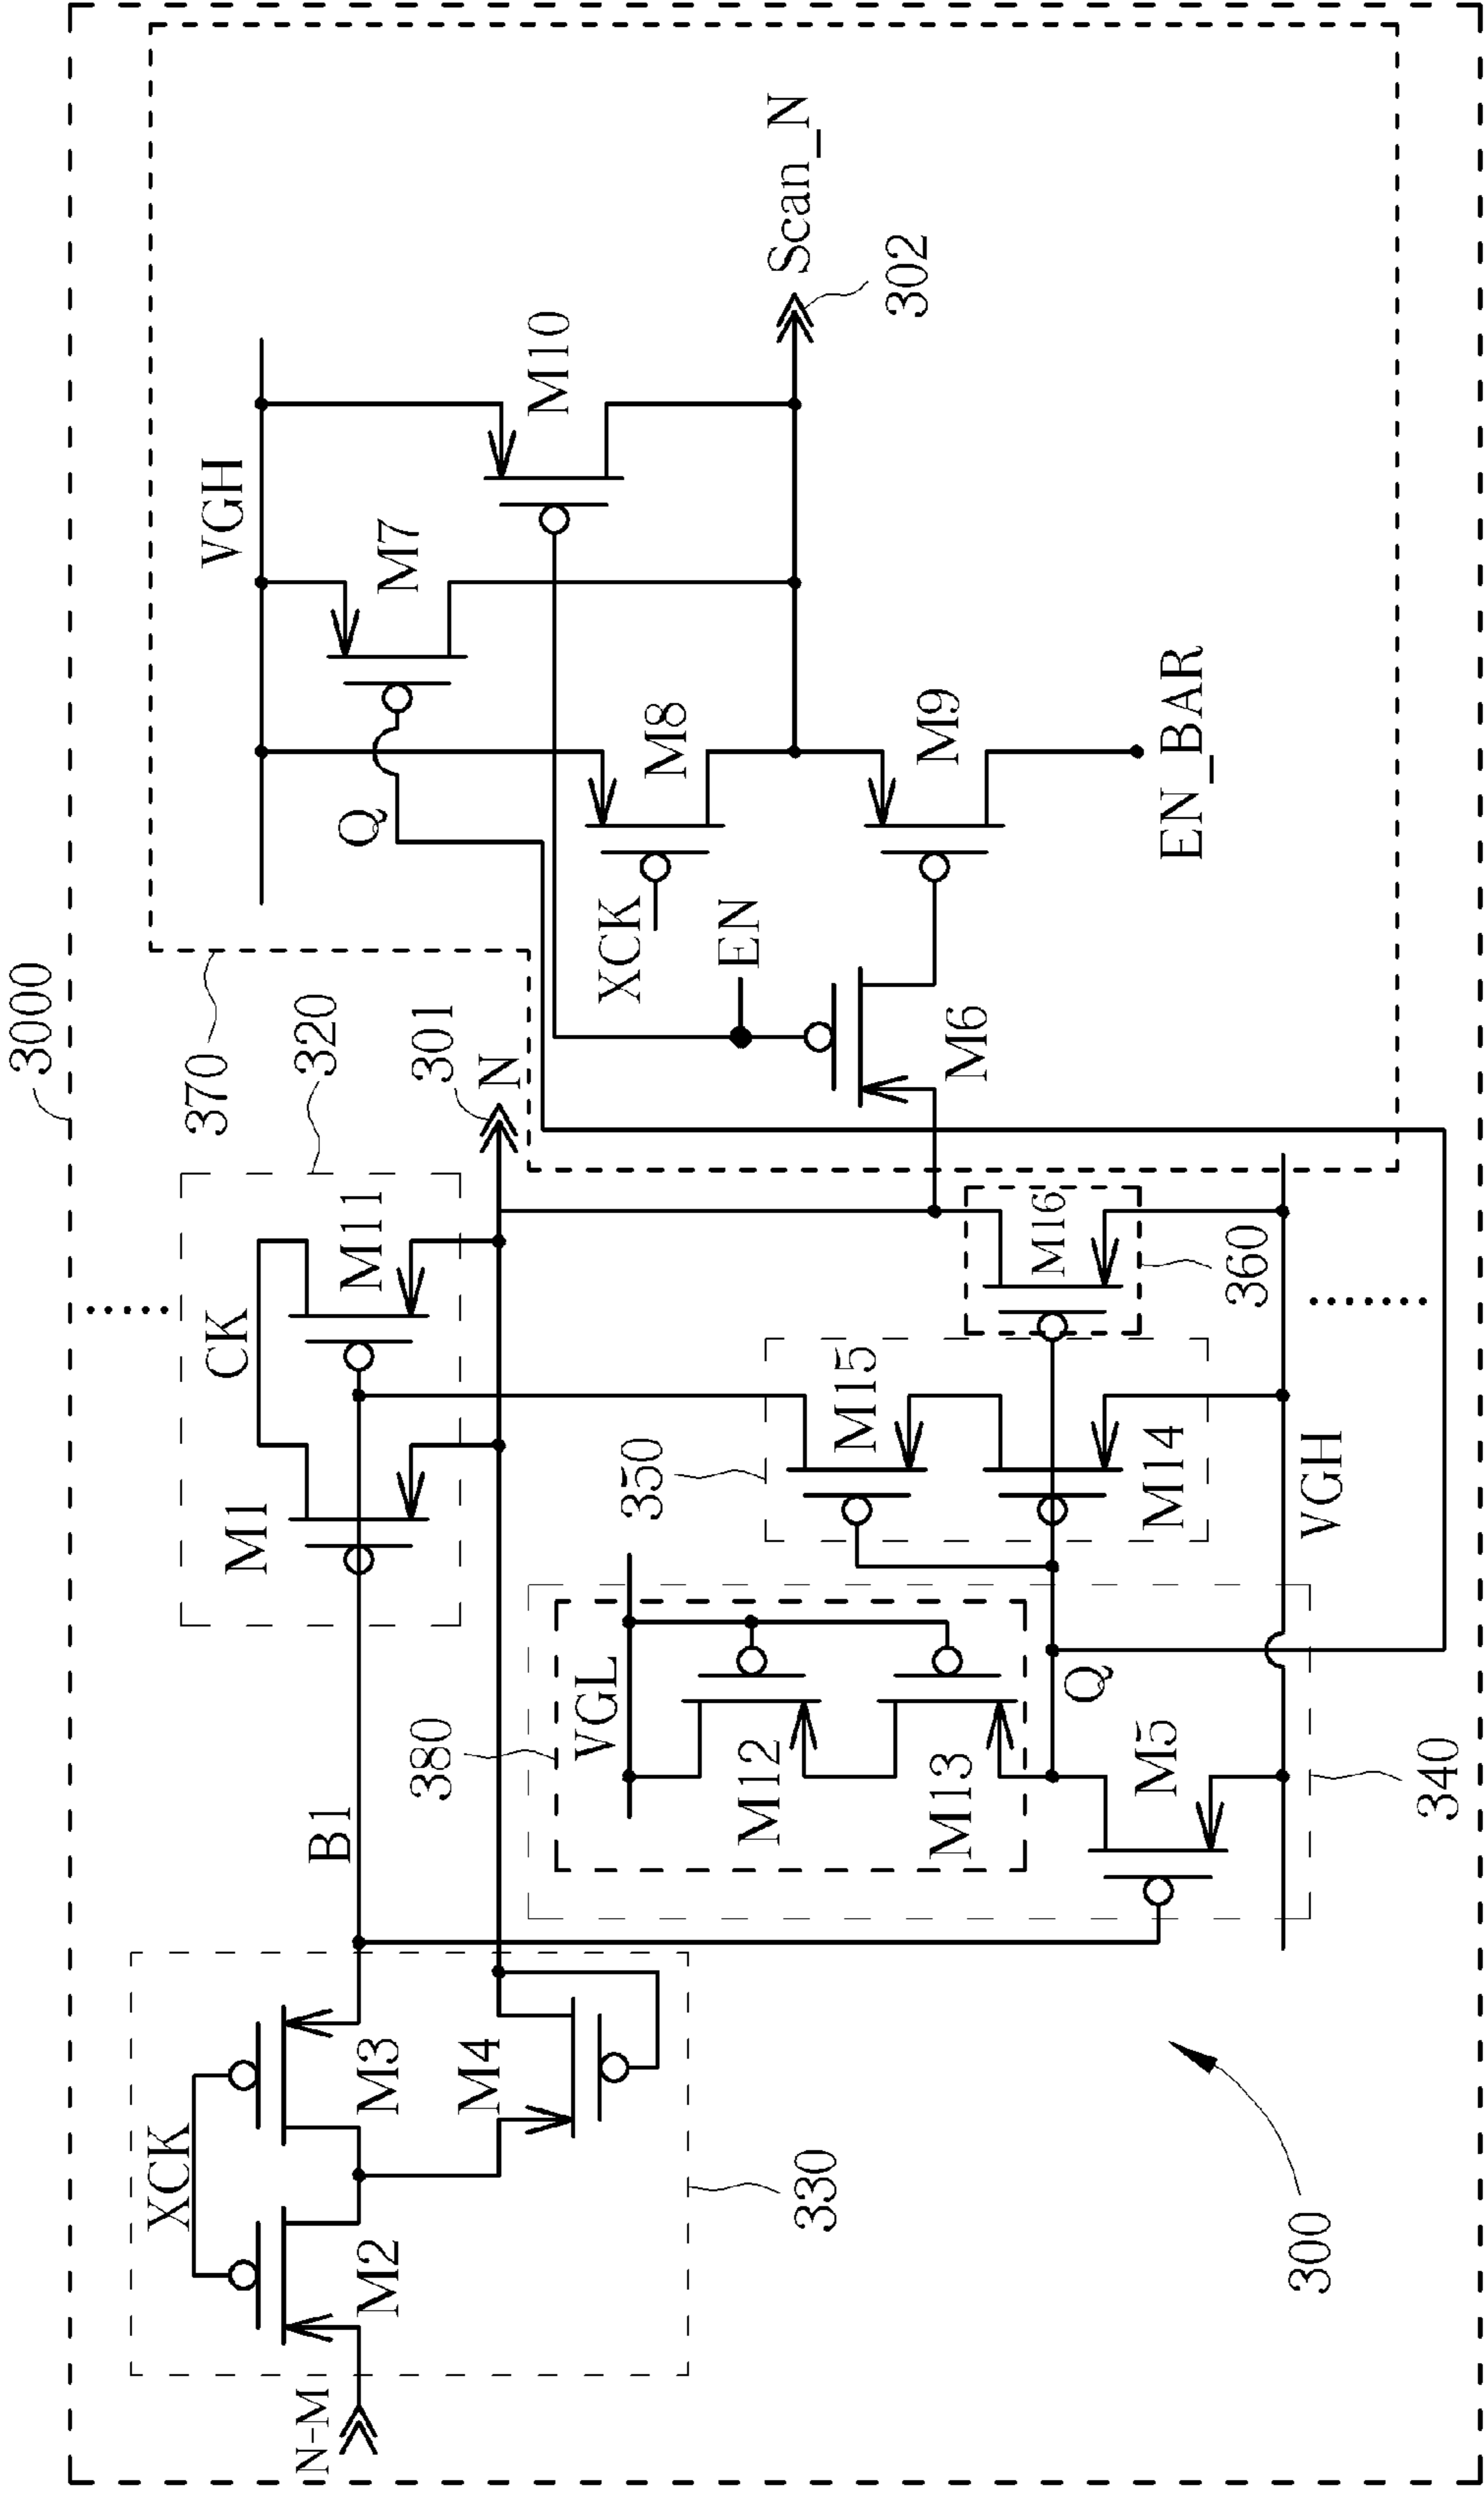 3000
370
320
301
N
VGH
M7
M10
Q
M8
XCK
EN
M6
M9
EN_BAR
Scan_N
302
M1
CK
M11
B1
380
VGL
M12
M13
350
M15
M14
M16
360
Q
M5
VGH
340
XCK
M3
M4
M2
N-M
330
300